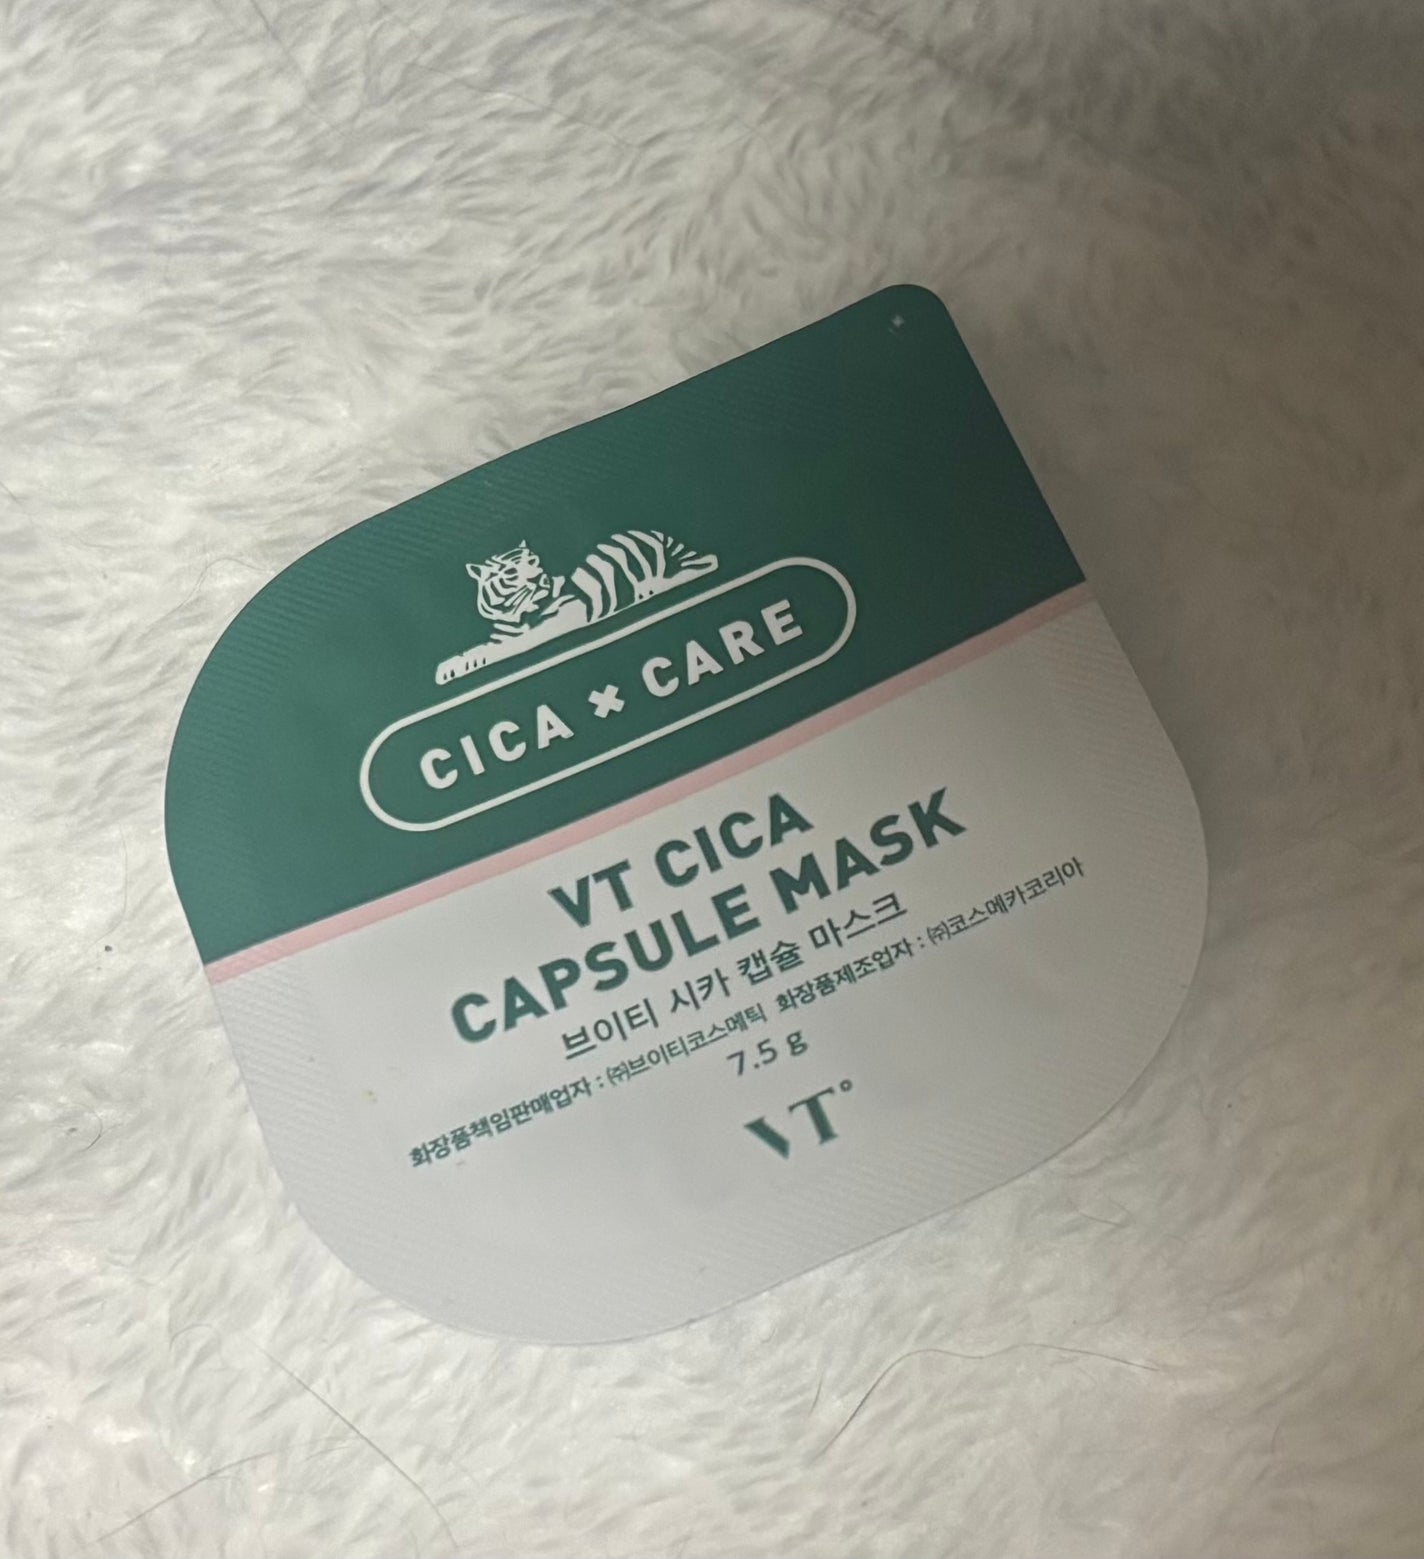 CICA × CARE
VT CICA
CAPSULE MASK
브이티 시카 캡슐 마스크
화장품책임판매업자 : ㈜브이티코스메틱 화장품제조업자 : ㈜코스메카코리아
7.5 g
VT°